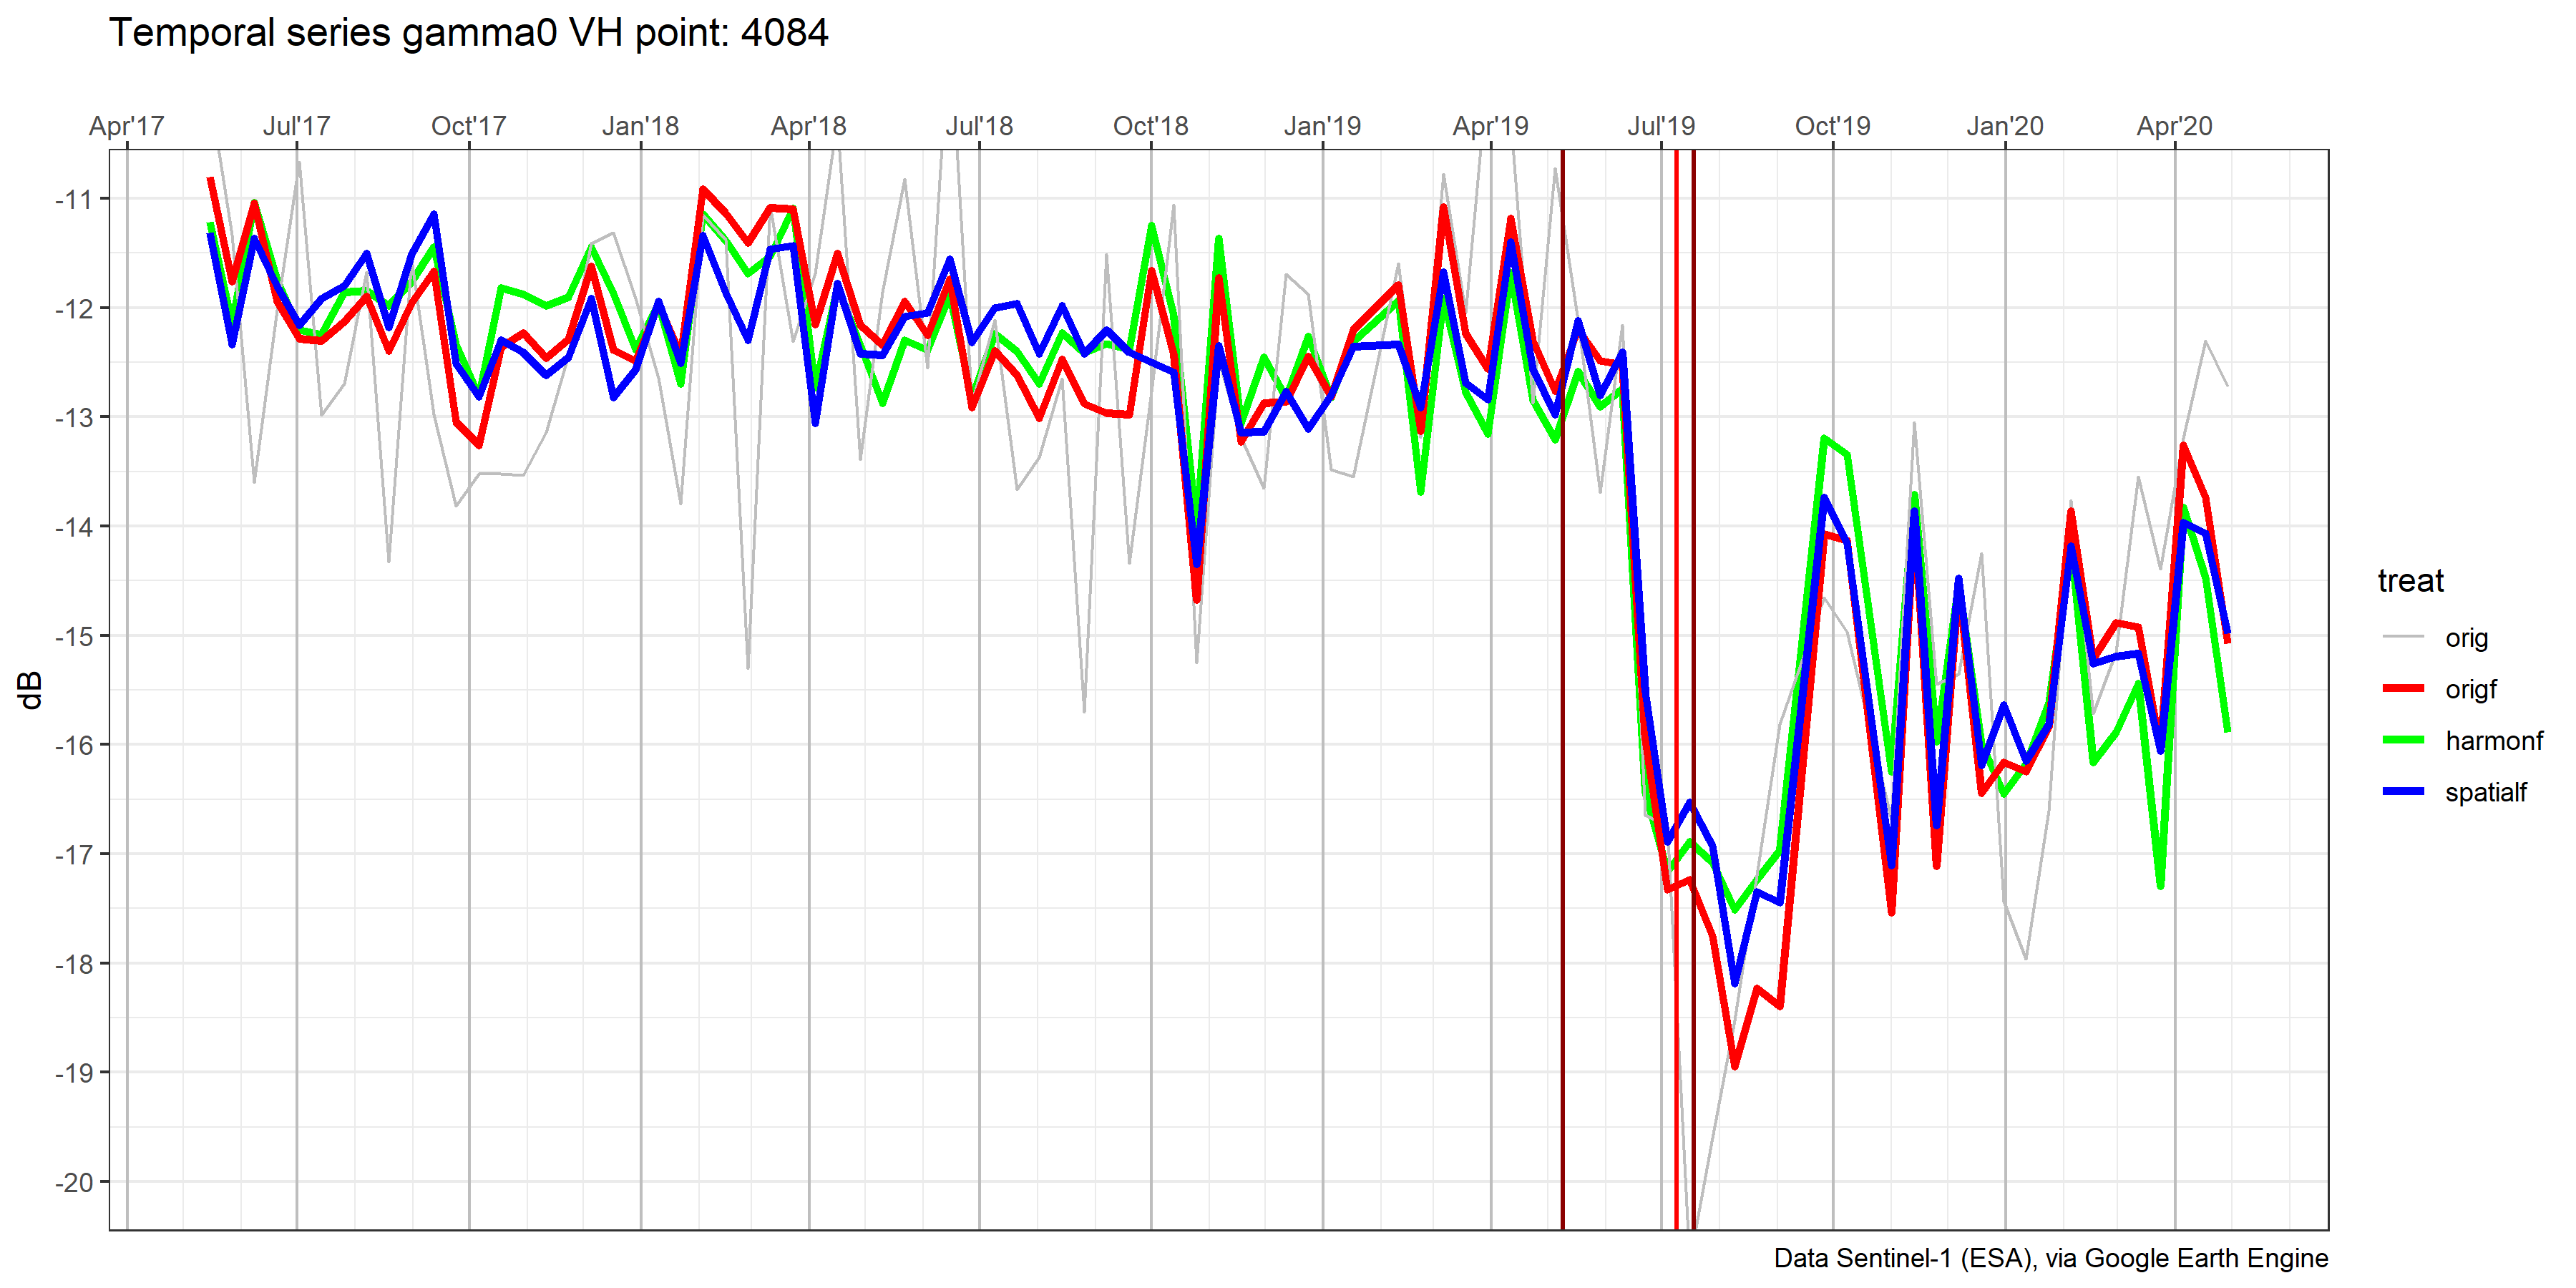 Temporal series gamma0 VH point: 4084
Apr'17 Jul'17 Oct'17 Jan'18 Apr'18 Jul'18 Oct'18 Jan'19 Apr'19 Jul'19 Oct'19 Jan'20 Apr'20
-11
-12
-13
-14
-15
-16
-17
-18
-19
-20
dB
treat
orig
origf
harmonf
spatialf
Data Sentinel-1 (ESA), via Google Earth Engine